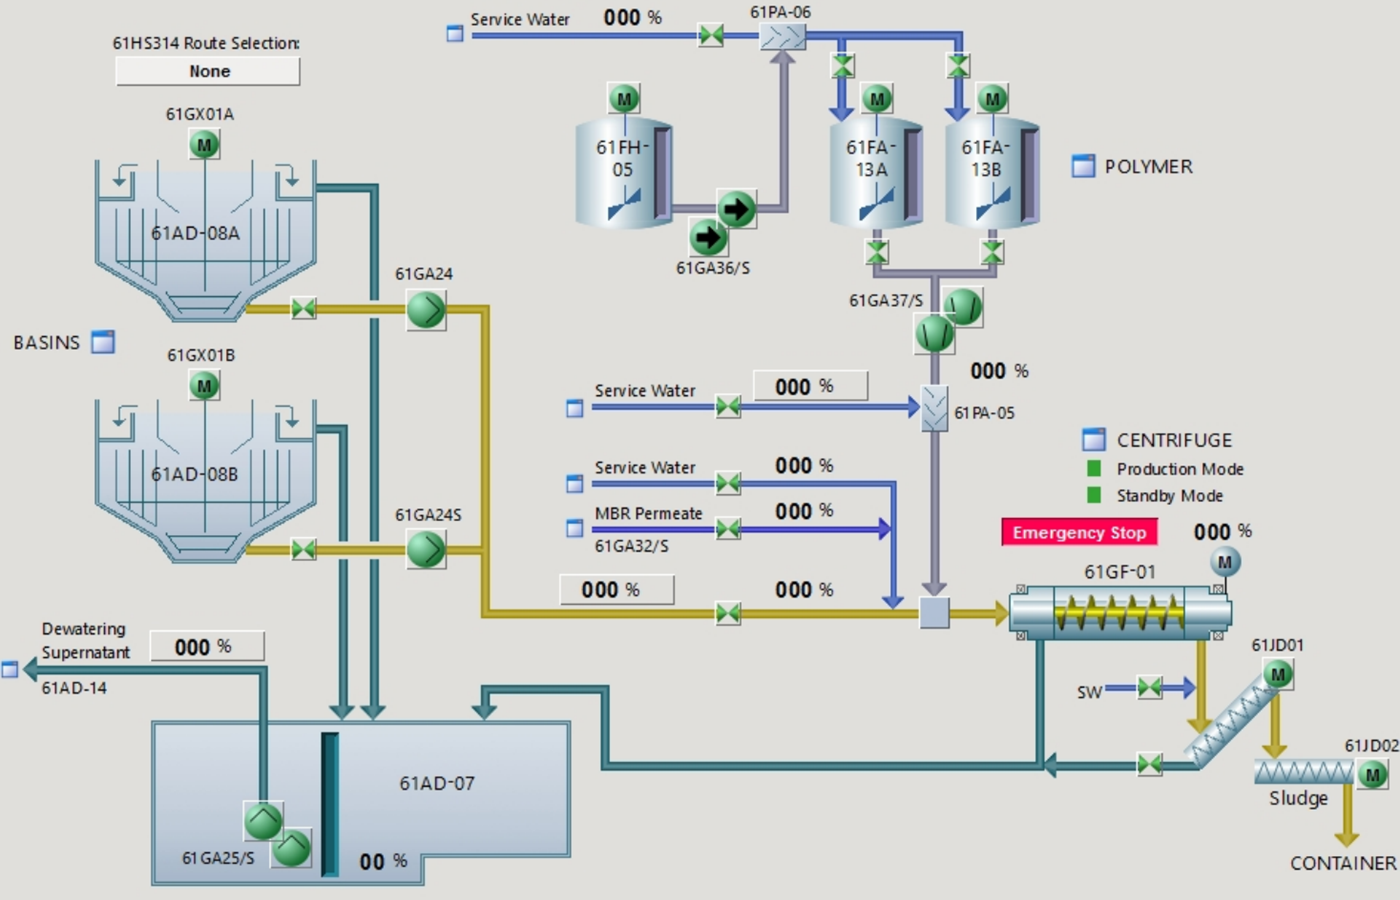 Service Water 000 %
61PA-06
61HS314 Route Selection:
None
61GX01A
M
61AD-08A
M
61FH-
05
61GA36/S
M
61FA-
13A
M
61FA-
13B
POLYMER
61GA24
61GA37/S
BASINS
61GX01B
M
61AD-08B
61GA24S
000 %
61PA-05
Service Water
000 %
Service Water
000 %
MBR Permeate
000 %
61GA32/S
000 %
000 %
CENTRIFUGE
Production Mode
Standby Mode
Emergency Stop
000 %
M
61GF-01
Dewatering
Supernatant
000 %
61AD-14
SW
61JD01
M
61JD02
M
Sludge
CONTAINER
61AD-07
61GA25/S
00 %